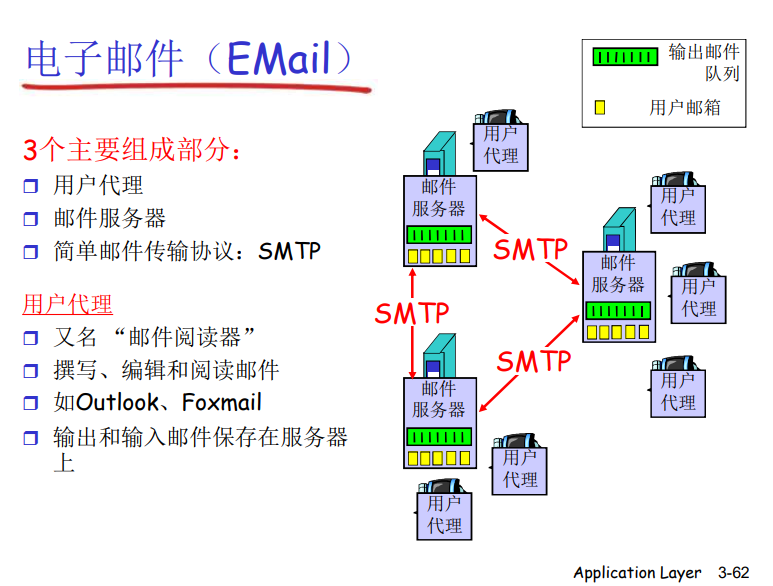 电子邮件（EMail）
输出邮件
队列
用户邮箱
3个主要组成部分：
用户代理
邮件服务器
简单邮件传输协议：SMTP
用户代理
又名 “邮件阅读器”
撰写、编辑和阅读邮件
如Outlook、Foxmail
输出和输入邮件保存在服务器
上
用户
代理
邮件
服务器
用户
代理
SMTP
邮件
服务器
用户
代理
SMTP
SMTP
用户
代理
邮件
服务器
用户
代理
用户
代理
Application Layer 3-62